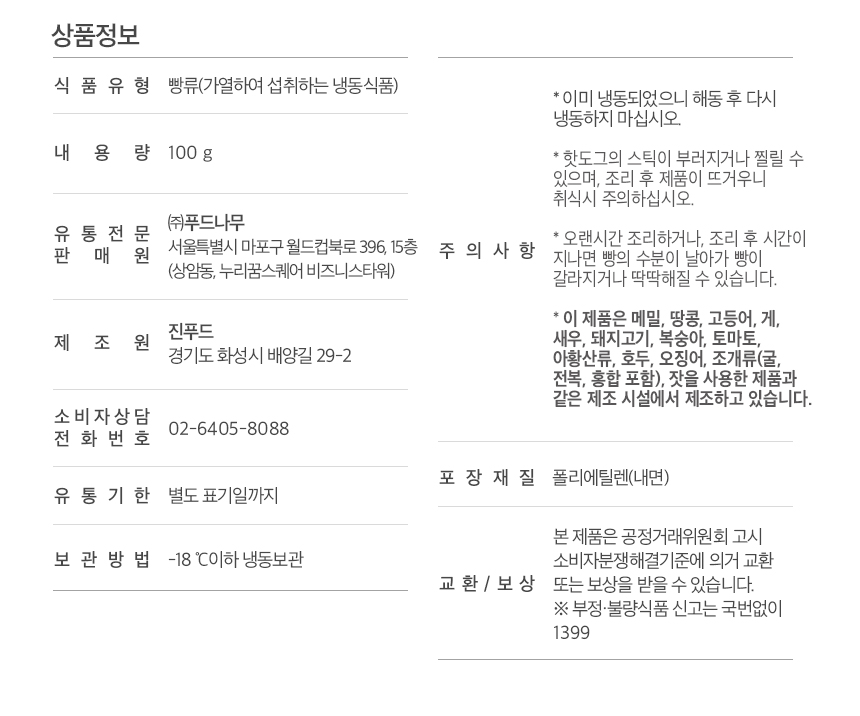 상품정보
식품유형 빵류(가열하여 섭취하는 냉동식품)
내용량 100 g
유통전문
판매원
㈜푸드나무
서울특별시 마포구 월드컵북로 396, 15층
(상암동, 누리꿈스퀘어 비즈니스타워)
제조원
진푸드
경기도 화성시 배양길 29-2
소비자상담
전화번호
02-6405-8088
유통기한 별도 표기일까지
보관방법 -18 ℃이하 냉동보관
주의사항
* 이미 냉동되었으니 해동 후 다시
냉동하지 마십시오.
* 핫도그의 스틱이 부러지거나 찔릴 수
있으며, 조리 후 제품이 뜨거우니
취식시 주의하십시오.
* 오랜시간 조리하거나, 조리 후 시간이
지나면 빵의 수분이 날아가 빵이
갈라지거나 딱딱해질 수 있습니다.
* 이 제품은 메밀, 땅콩, 고등어, 게,
새우, 돼지고기, 복숭아, 토마토,
아황산류, 호두, 오징어, 조개류(굴,
전복, 홍합 포함), 잣을 사용한 제품과
같은 제조 시설에서 제조하고 있습니다.
포장재질 폴리에틸렌(내면)
교환/보상
본 제품은 공정거래위원회 고시
소비자분쟁해결기준에 의거 교환
또는 보상을 받을 수 있습니다.
※ 부정·불량식품 신고는 국번없이
1399